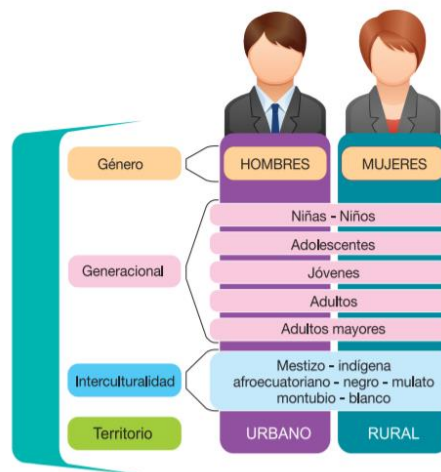 Género
HOMBRES
MUJERES
Generacional
Niñas - Niños
Adolescentes
Jóvenes
Adultos
Adultos mayores
Interculturalidad
Mestizo - indígena
afroecuatoriano - negro - mulato
montubio - blanco
Territorio
URBANO
RURAL